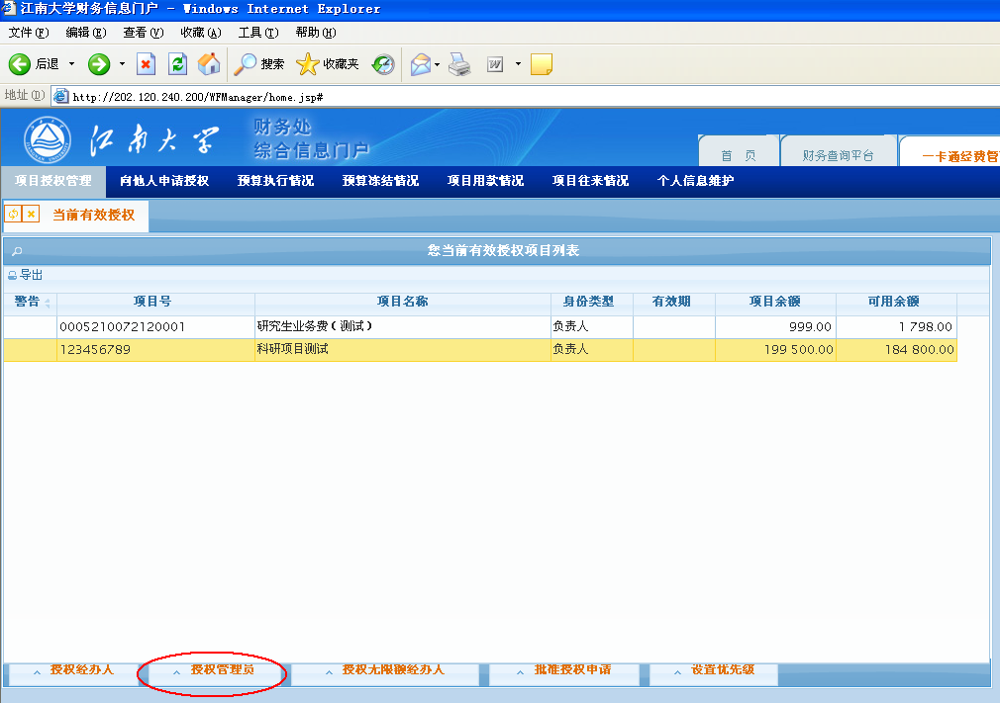 江南大学财务信息门户 - Windows Internet Explorer
文件(F) 编辑(E) 查看(V) 收藏(A) 工具(T) 帮助(H)
后退 搜索 收藏夹
地址(D) http://202.120.240.200/WFManager/home.jsp#
江南大学 财务处
综合信息门户
首 页 财务查询平台 一卡通经费管
项目授权管理 向他人申请授权 预算执行情况 预算冻结情况 项目用款情况 项目往来情况 个人信息维护
当前有效授权
您当前有效授权项目列表
导出
警告 项目号 项目名称 身份类型 有效期 项目余额 可用余额
0005210072120001 研究生业务费(测试) 负责人 999.00 1 798.00
123456789 科研项目测试 负责人 199 500.00 184 800.00
授权经办人 授权管理员 授权无限额经办人 批准授权申请 设置优先级